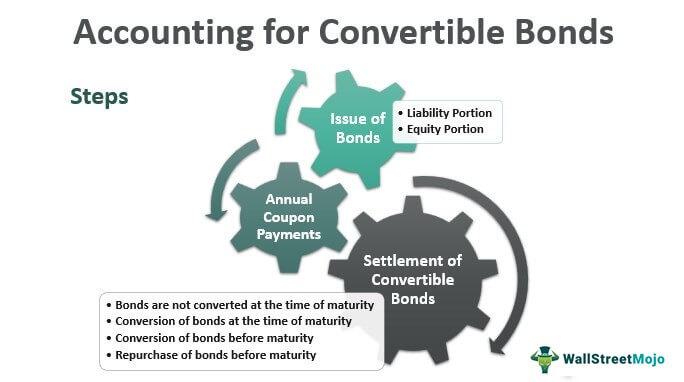 Accounting for Convertible Bonds
Steps
Issue of
Bonds
• Liability Portion
• Equity Portion
Annual
Coupon
Payments
Settlement of
Convertible
Bonds
• Bonds are not converted at the time of maturity
• Conversion of bonds at the time of maturity
• Conversion of bonds before maturity
• Repurchase of bonds before maturity
WallStreetMojo